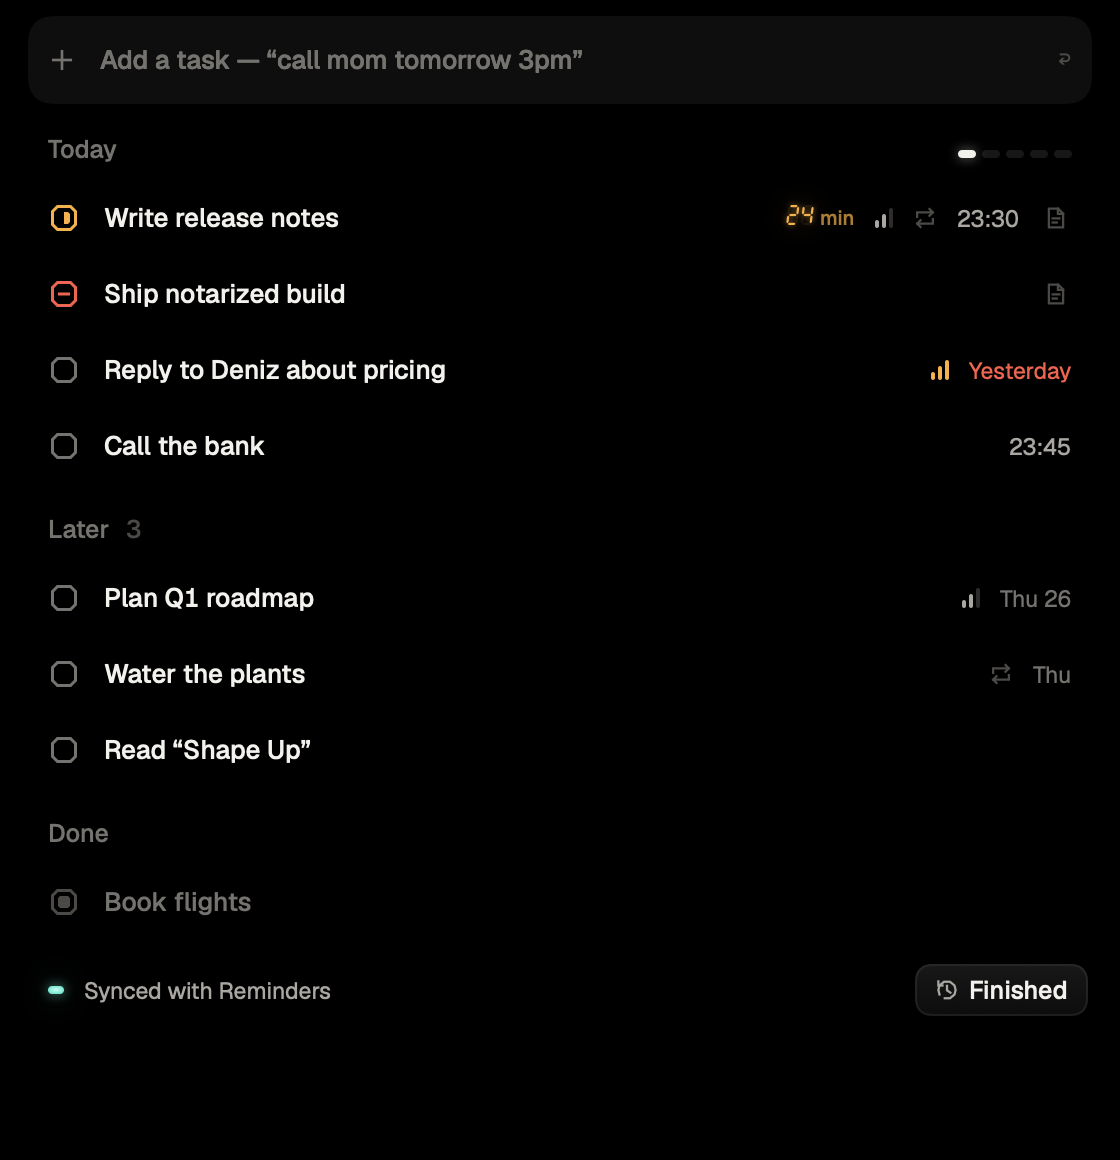 Add a task — “call mom tomorrow 3pm”
Today
Write release notes 24 min 23:30
Ship notarized build
Reply to Deniz about pricing Yesterday
Call the bank 23:45
Later 3
Plan Q1 roadmap Thu 26
Water the plants Thu
Read “Shape Up”
Done
Book flights
Synced with Reminders Finished